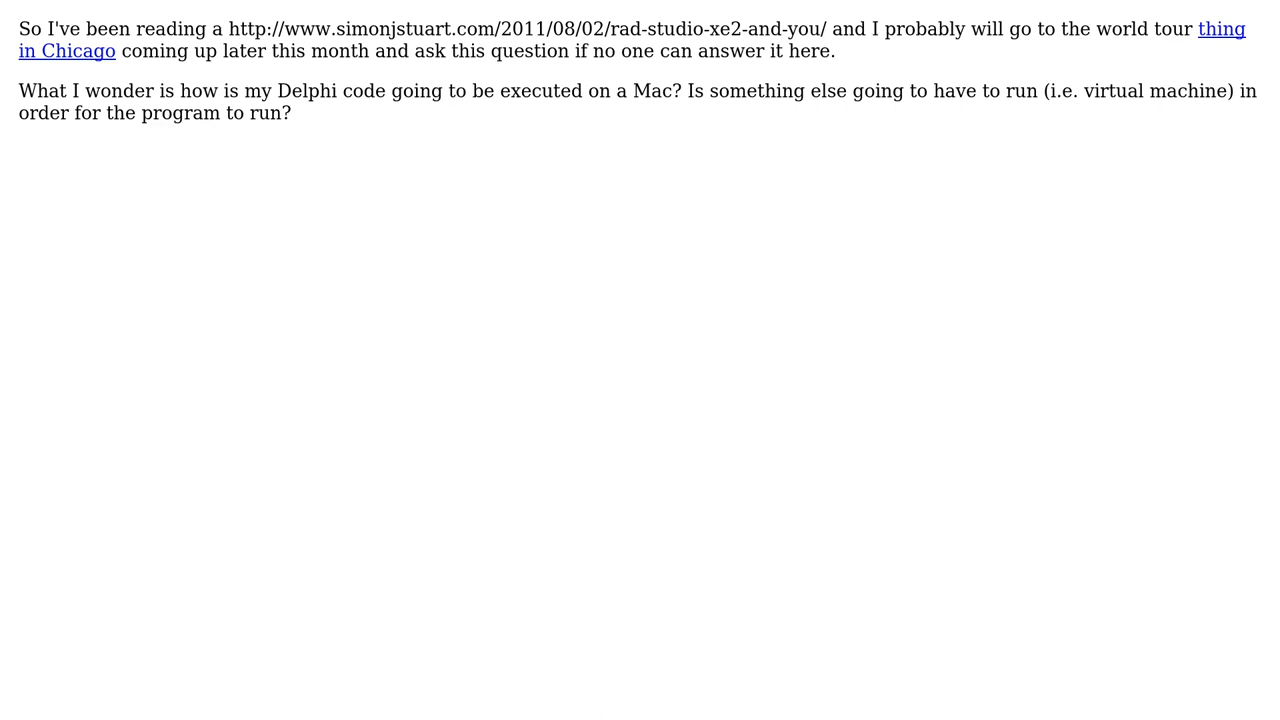 So I've been reading a http://www.simonjstuart.com/2011/08/02/rad-studio-xe2-and-you/ and I probably will go to the world tour thing
in Chicago coming up later this month and ask this question if no one can answer it here.
What I wonder is how is my Delphi code going to be executed on a Mac? Is something else going to have to run (i.e. virtual machine) in
order for the program to run?